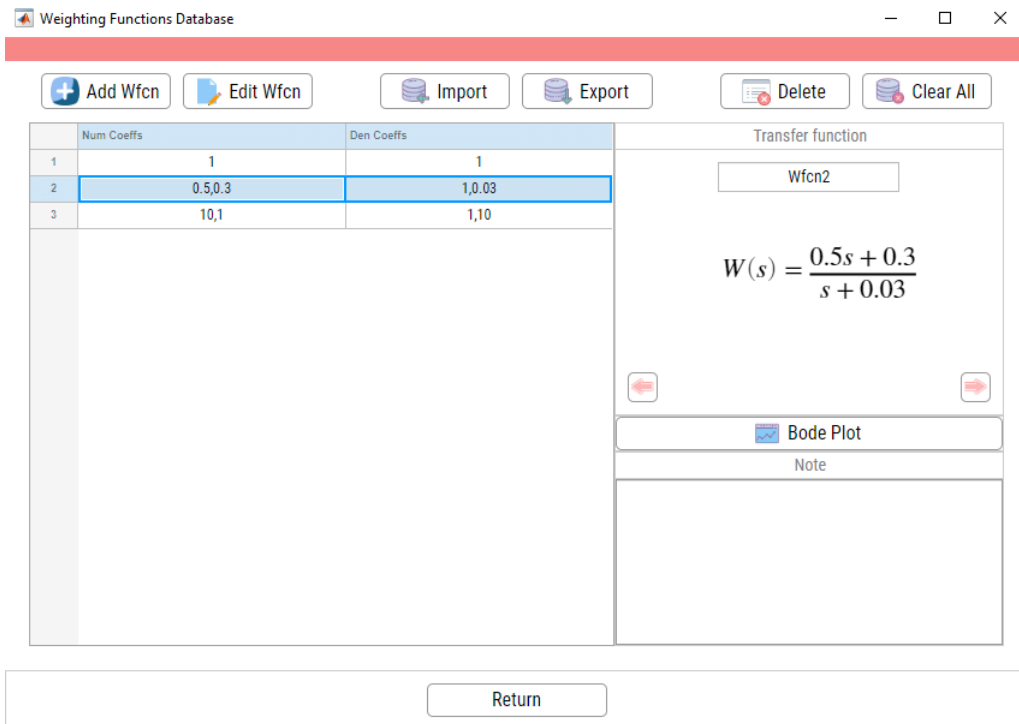 Weighting Functions Database
Add Wfcn Edit Wfcn Import Export Delete Clear All
Num Coeffs Den Coeffs
1 1 1
2 0.5,0.3 1,0.03
3 10,1 1,10
Transfer function
Wfcn2
W(s) = \frac{0.5s + 0.3}{s + 0.03}
Bode Plot
Note
Return